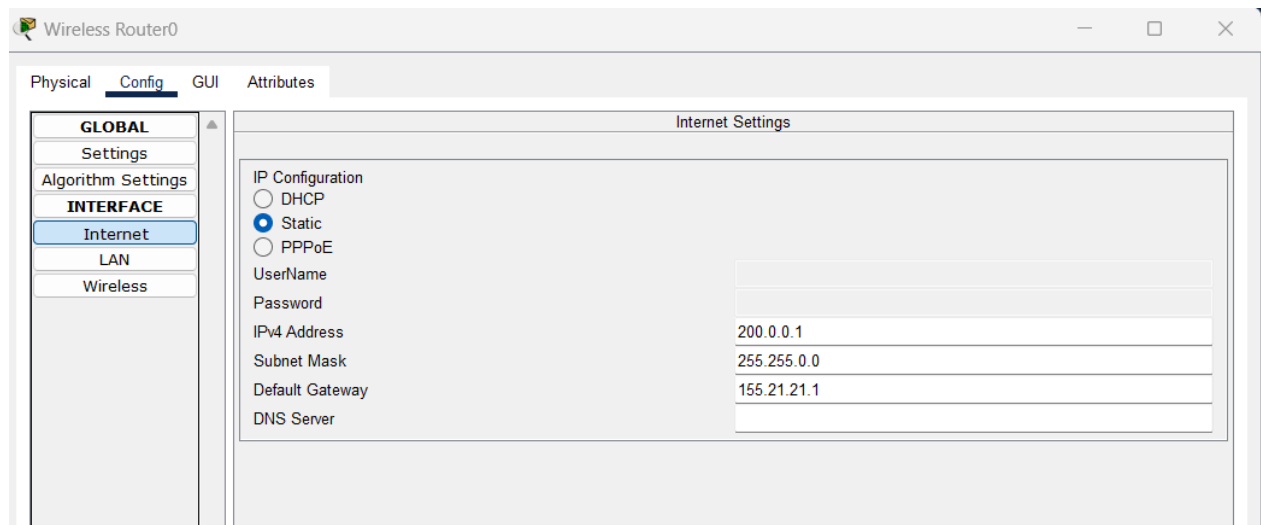 Wireless Router0
Physical Config GUI Attributes
GLOBAL
Settings
Algorithm Settings
INTERFACE
Internet
LAN
Wireless
Internet Settings
IP Configuration
DHCP
Static
PPPoE
UserName
Password
IPv4 Address 200.0.0.1
Subnet Mask 255.255.0.0
Default Gateway 155.21.21.1
DNS Server